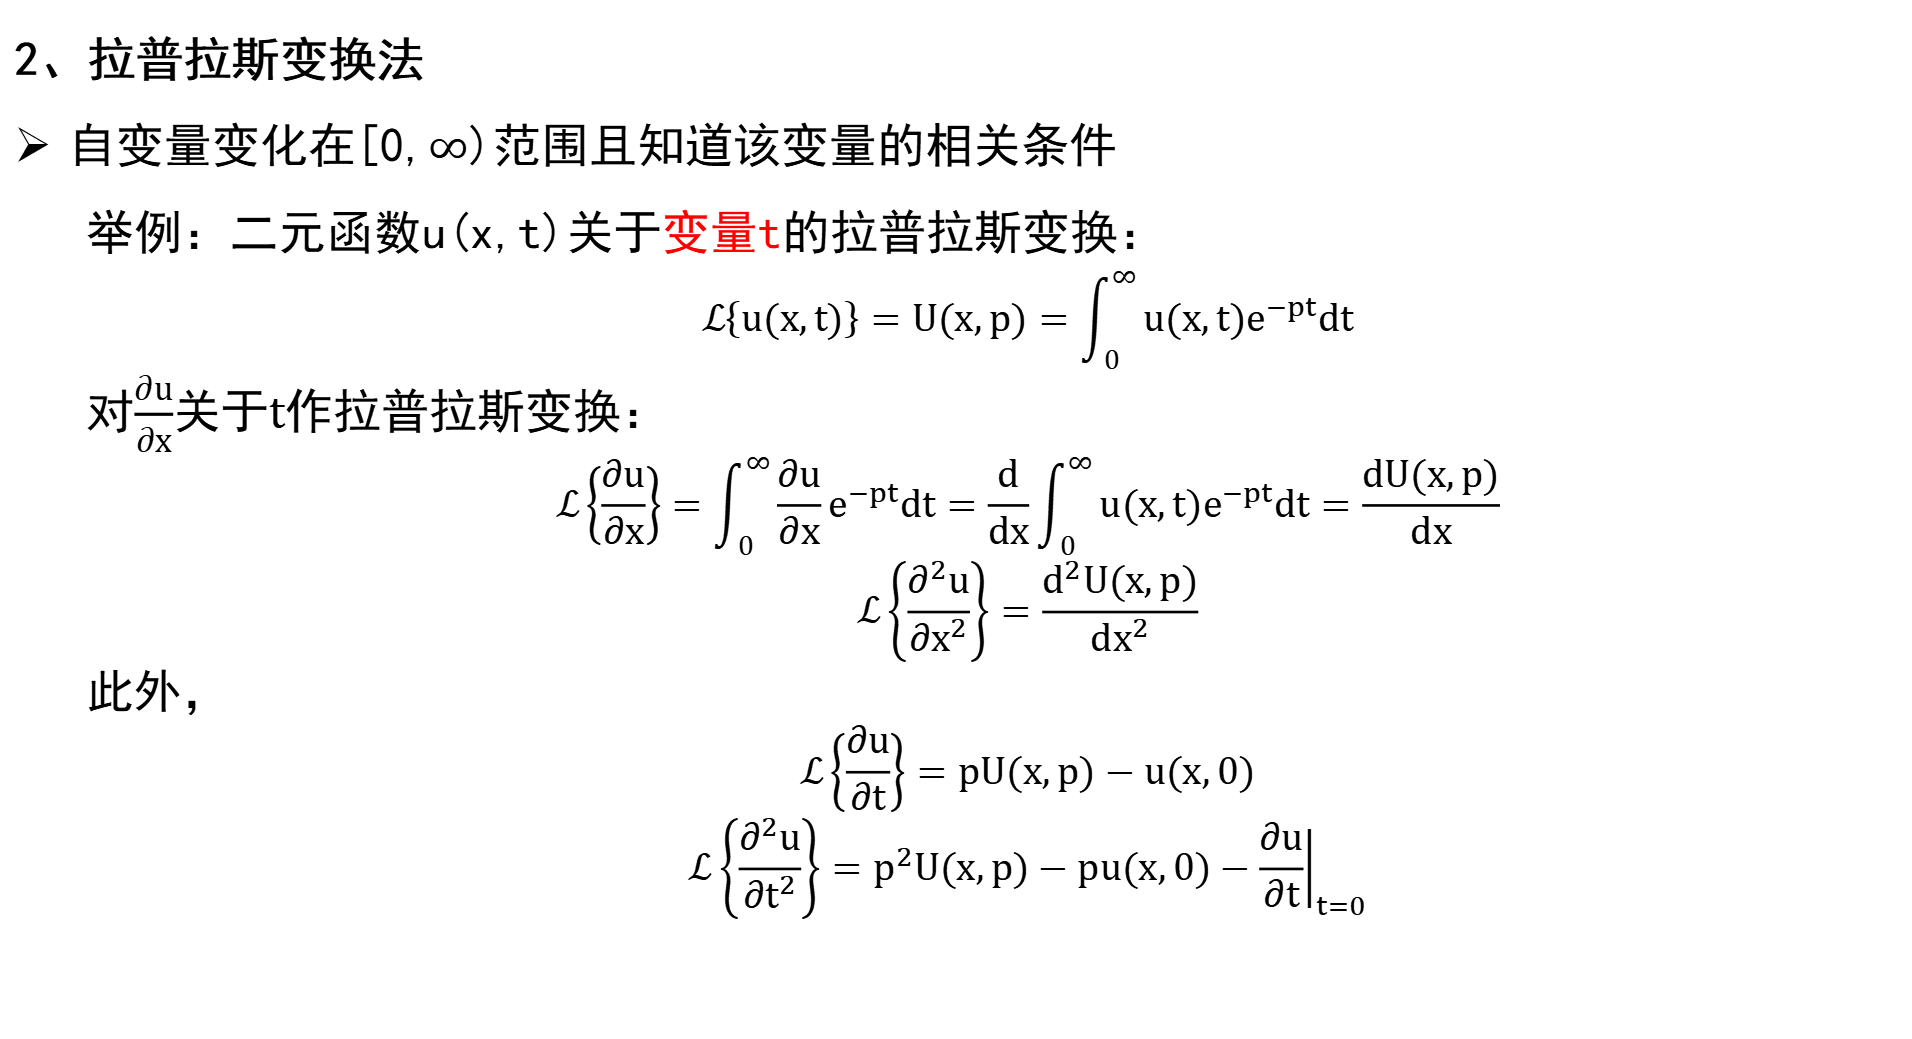 2、拉普拉斯变换法
➢ 自变量变化在[0,∞)范围且知道该变量的相关条件
举例：二元函数u(x,t)关于变量t的拉普拉斯变换：
ℒ{u(x,t)} = U(x,p) = ∫₀^∞ u(x,t)e^{−pt}dt
对∂u/∂x关于t作拉普拉斯变换：
ℒ{∂u/∂x} = ∫₀^∞ ∂u/∂x e^{−pt}dt = d/dx ∫₀^∞ u(x,t)e^{−pt}dt = dU(x,p)/dx
ℒ{∂²u/∂x²} = d²U(x,p)/dx²
此外，
ℒ{∂u/∂t} = pU(x,p) − u(x,0)
ℒ{∂²u/∂t²} = p²U(x,p) − pu(x,0) − ∂u/∂t|_{t=0}